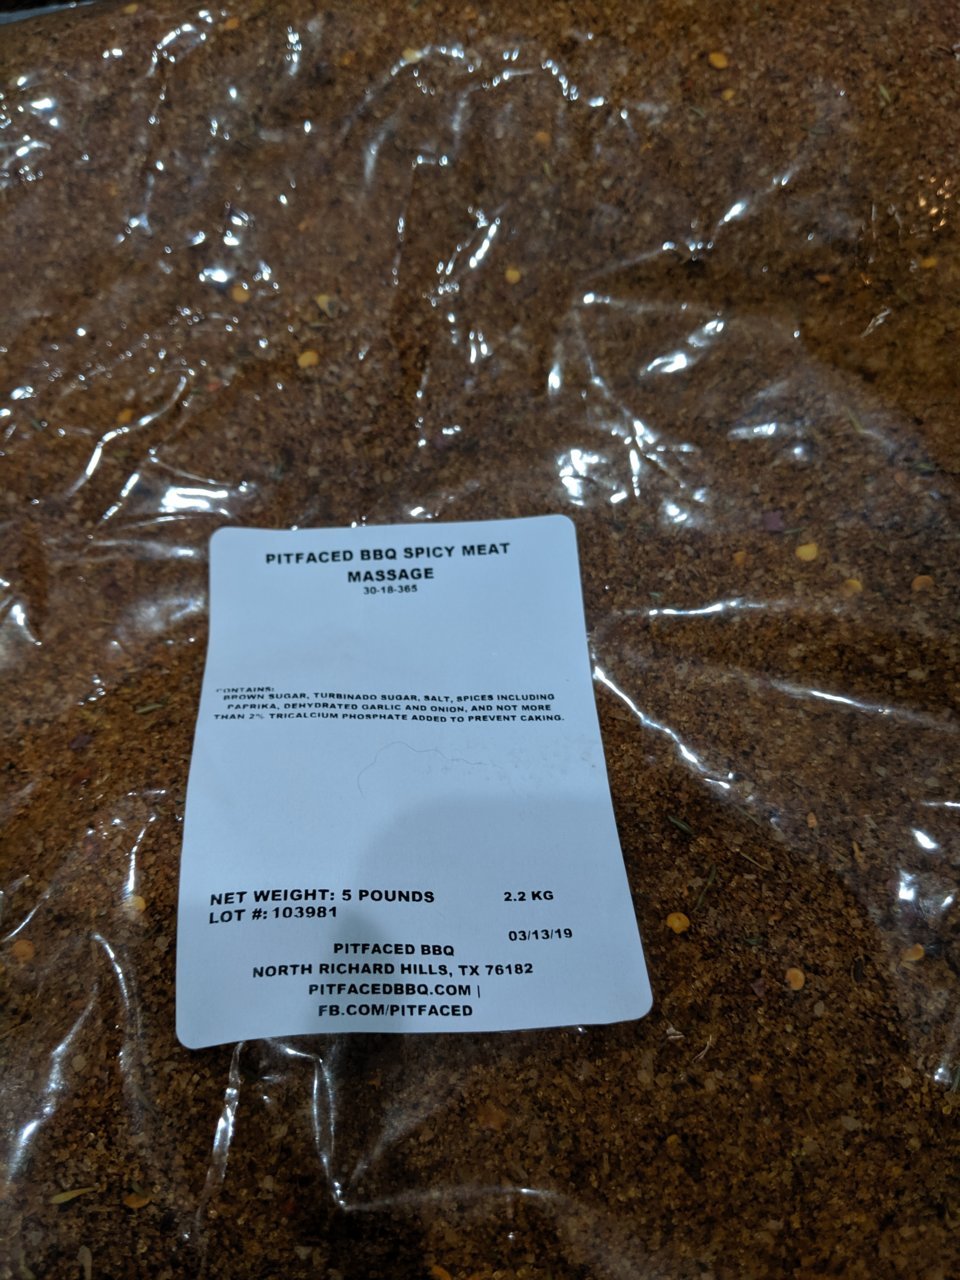 PITFACED BBQ SPICY MEAT
MASSAGE
30-18-365
CONTAINS:
BROWN SUGAR, TURBINADO SUGAR, SALT, SPICES INCLUDING
PAPRIKA, DEHYDRATED GARLIC AND ONION, AND NOT MORE
THAN 2% TRICALCIUM PHOSPHATE ADDED TO PREVENT CAKING.
NET WEIGHT: 5 POUNDS 2.2 KG
LOT #: 103981
03/13/19
PITFACED BBQ
NORTH RICHARD HILLS, TX 76182
PITFACEDBBQ.COM |
FB.COM/PITFACED